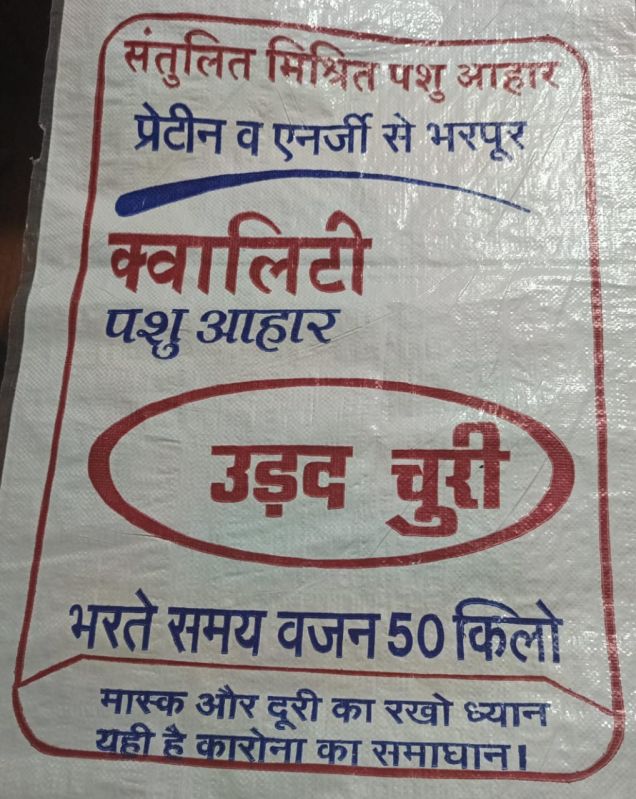 संतुलित मिश्रित पशु आहार
प्रेटीन व एनर्जी से भरपूर
क्वालिटी
पशु आहार
उड़द चुरी
भरते समय वजन 50 किलो
मास्क और दूरी का रखो ध्यान
यही है कारोना का समाघान।